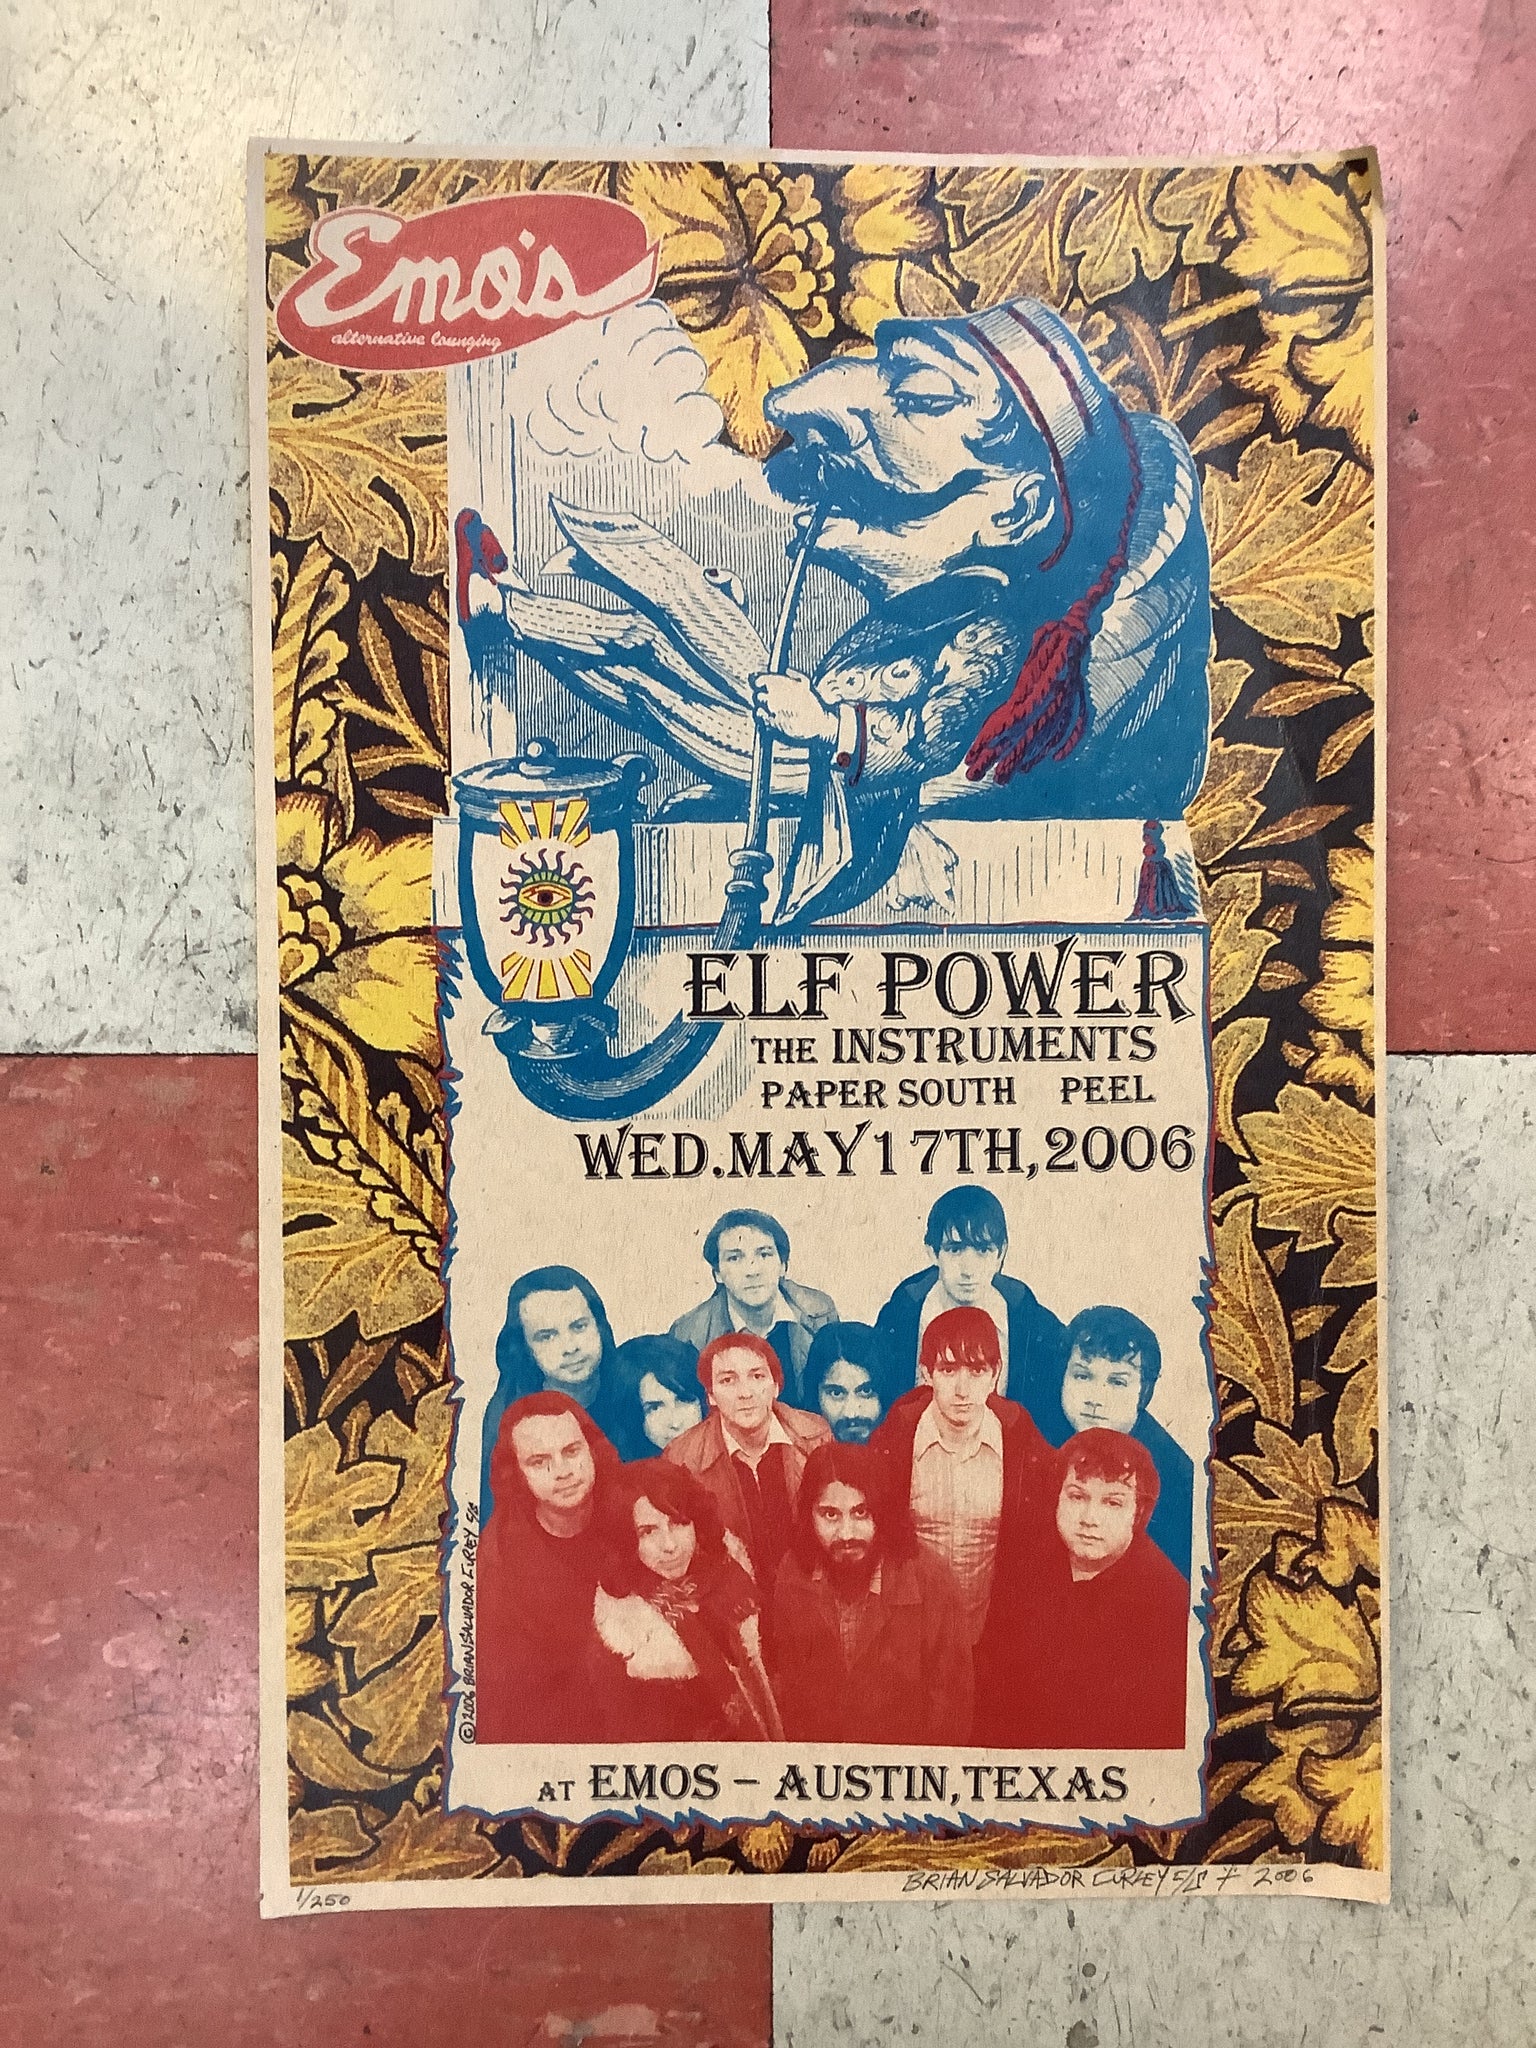 Emo's
alternative lounging
ELF POWER
THE INSTRUMENTS
PAPER SOUTH PEEL
WED. MAY 17TH, 2006
© 2006 BRIAN SALVADOR CURLEY C/S
AT EMOS – AUSTIN, TEXAS
1/250
BRIAN SALVADOR CURLEY C/S + 2006